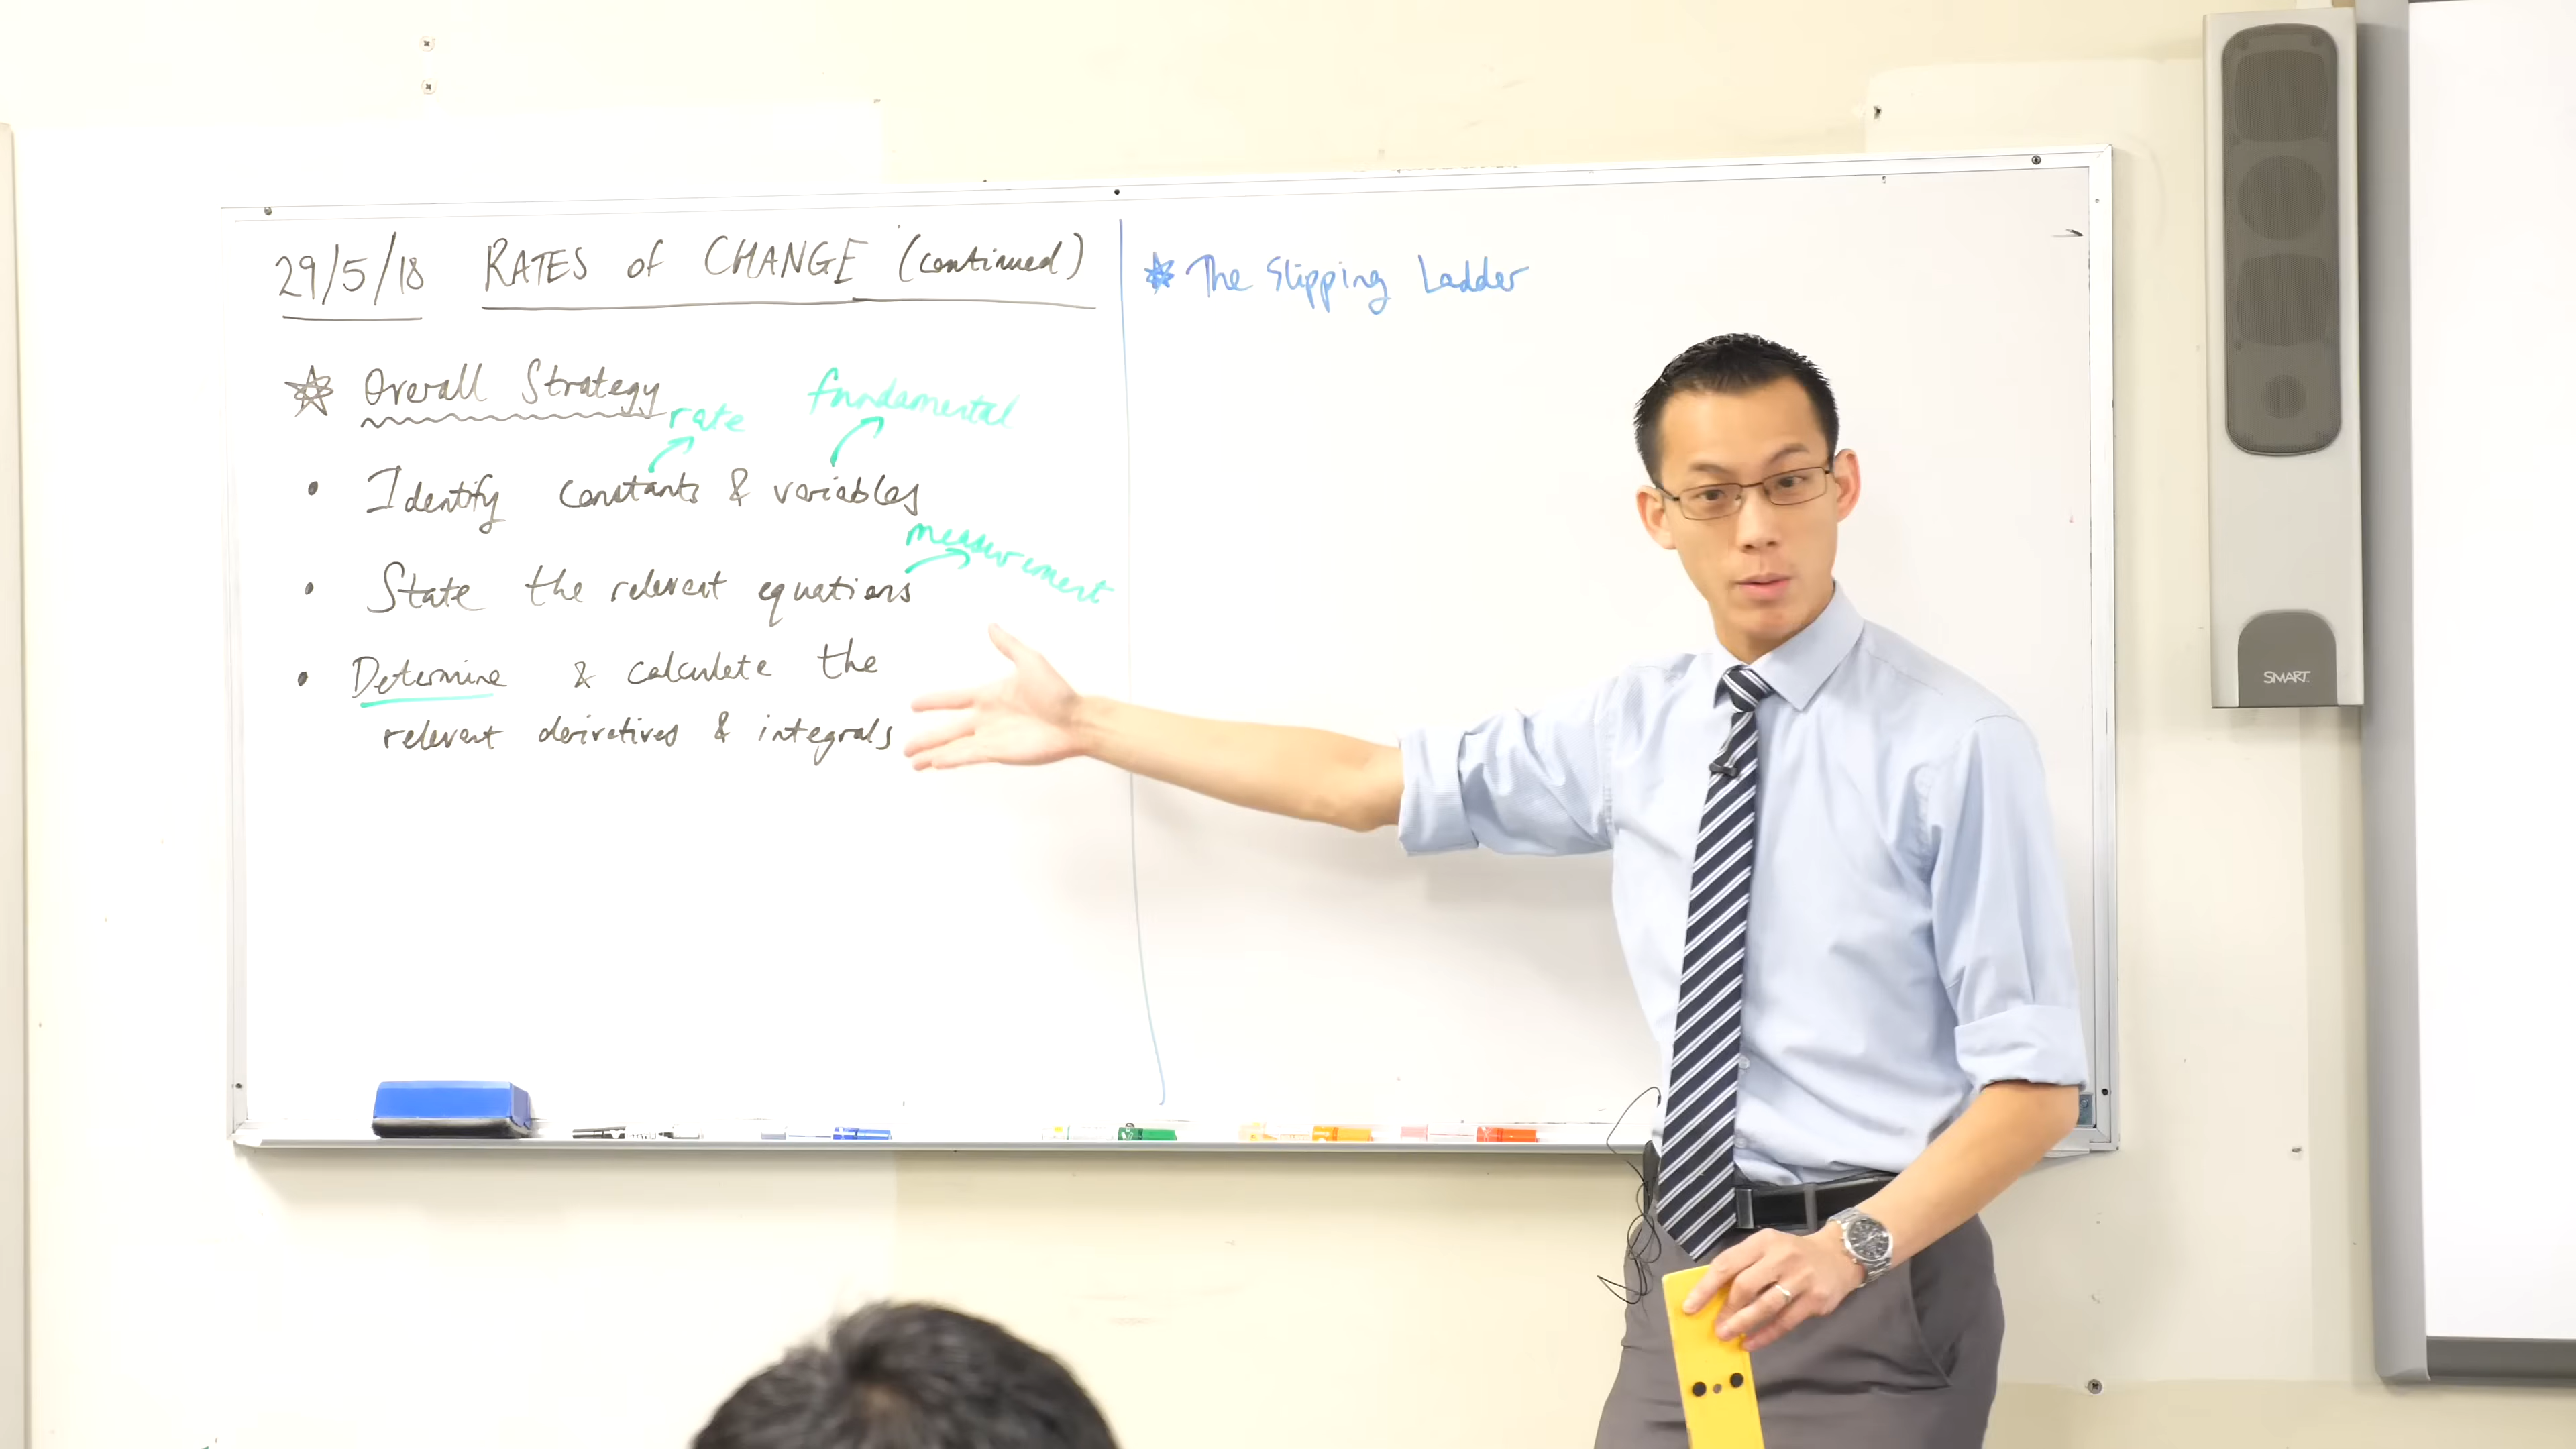 29/5/18 RATES of CHANGE (continued)
Overall Strategy
rate
fundamental
• Identify constants & variables
measurement
• State the relevant equations
• Determine & calculate the
relevant derivatives & integrals
The Slipping Ladder
SMART